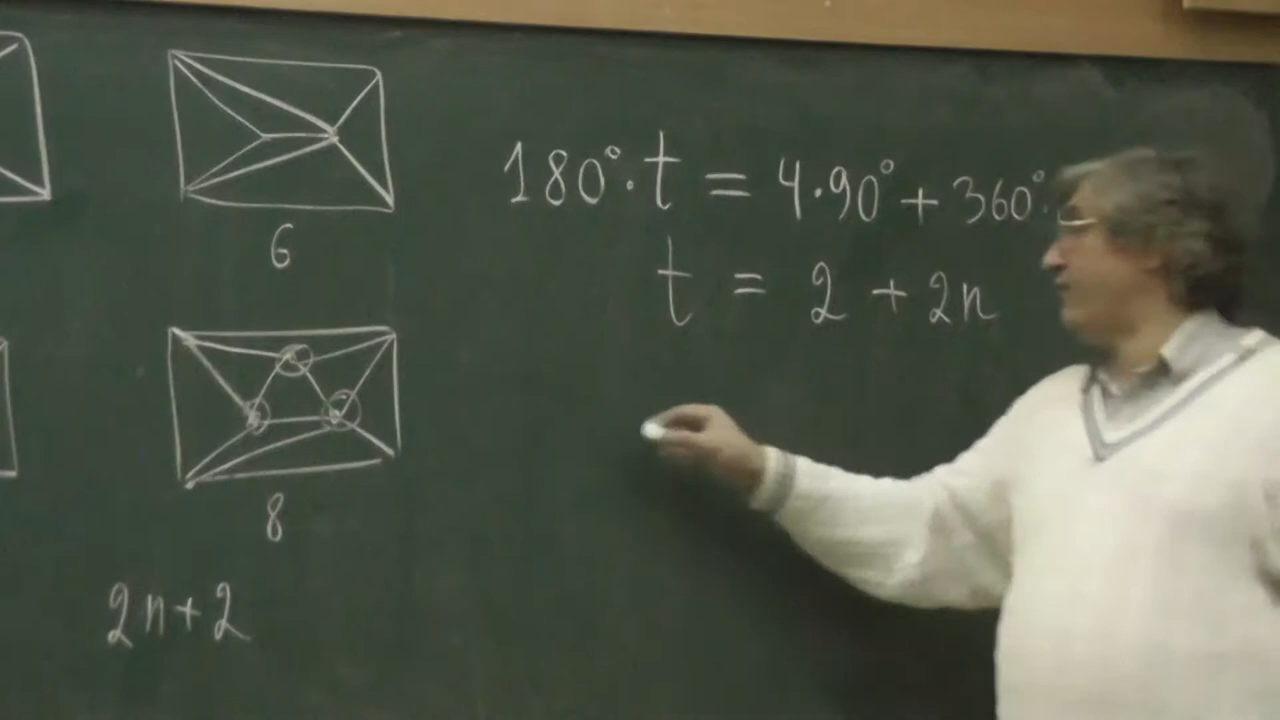 6
8
2n+2
180°·t = 4·90° + 360°·
t = 2 + 2n